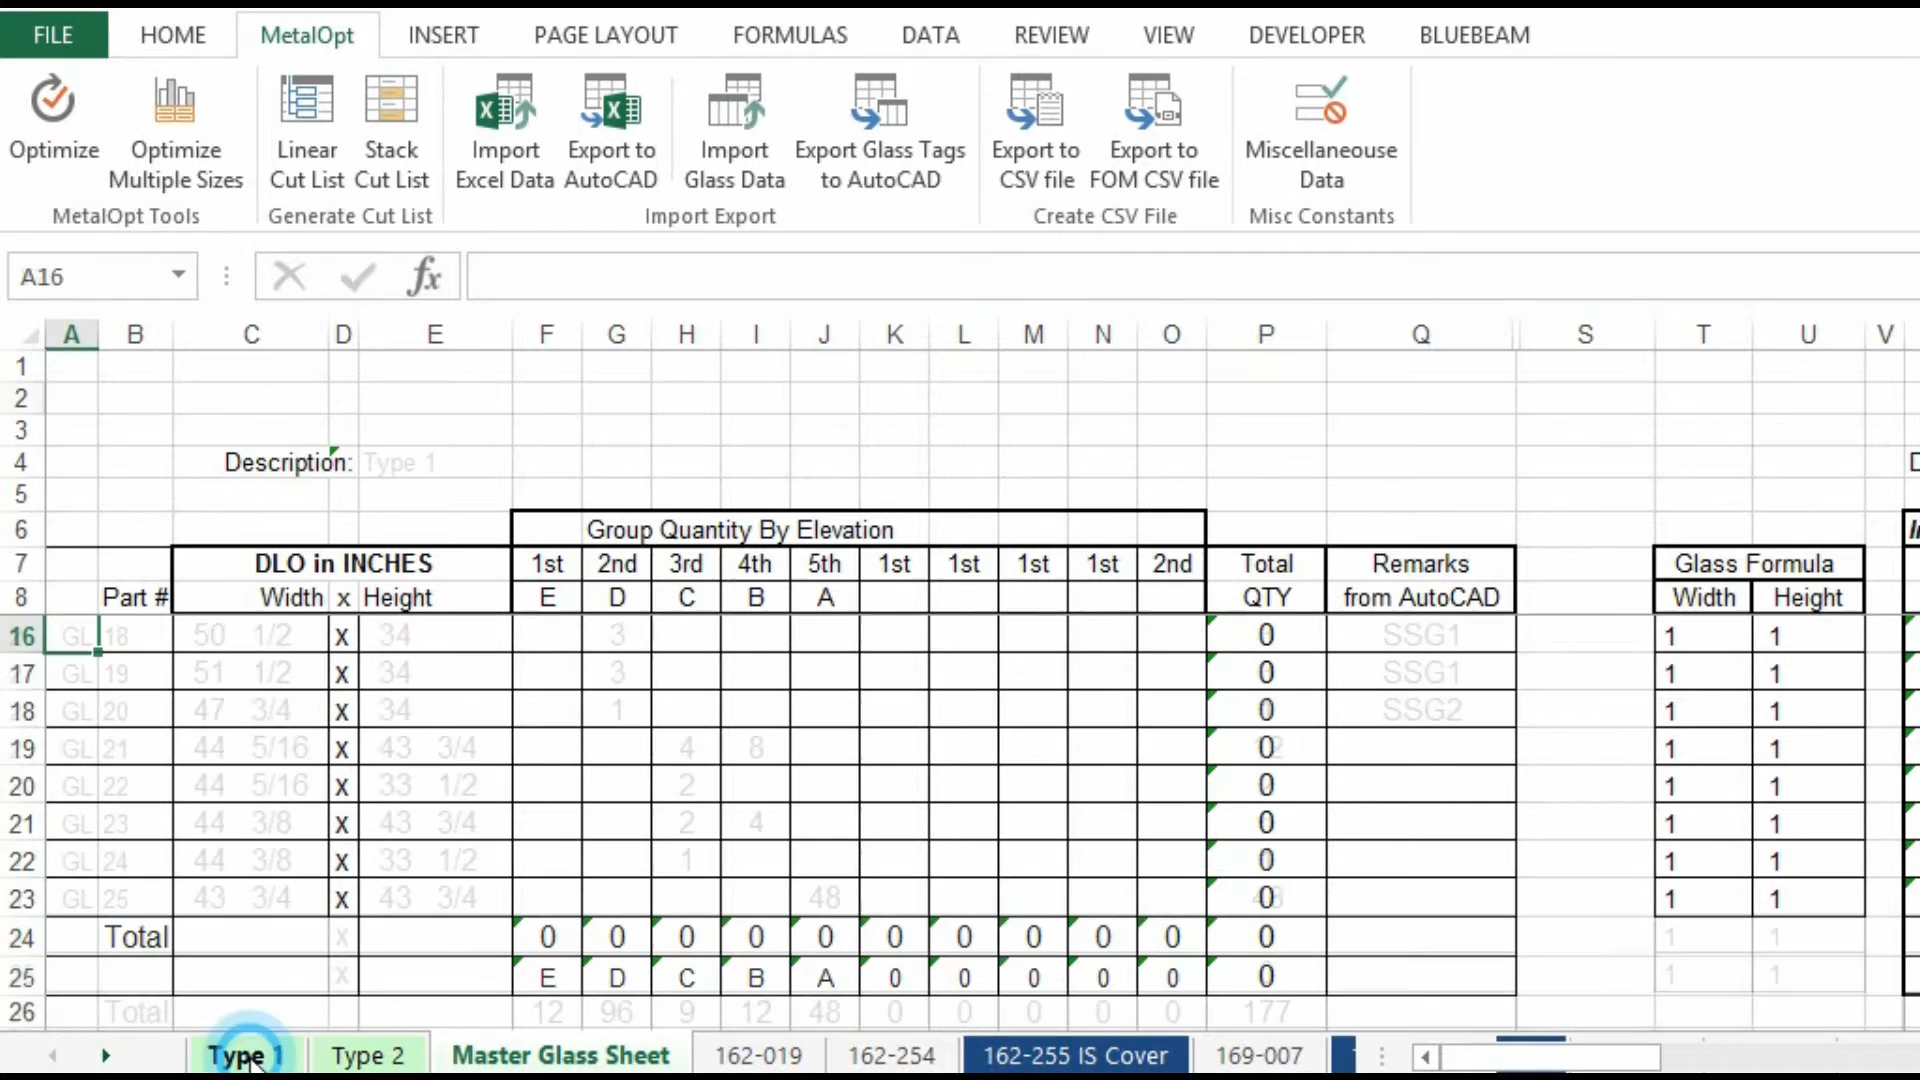 FILE HOME MetalOpt INSERT PAGE LAYOUT FORMULAS DATA REVIEW VIEW DEVELOPER BLUEBEAM
Optimize Optimize Linear Stack Import Export to Import Export Glass Tags Export to Export to Miscellaneouse
Multiple Sizes Cut List Cut List Excel Data AutoCAD Glass Data to AutoCAD CSV file FOM CSV file Data
MetalOpt Tools Generate Cut List Import Export Create CSV File Misc Constants
A16 fx
A B C D E F G H I J K L M N O P Q S T U V
1
2
3
4 Description: Type 1
5
6 Group Quantity By Elevation
7 DLO in INCHES 1st 2nd 3rd 4th 5th 1st 1st 1st 1st 2nd Total Remarks Glass Formula
8 Part # Width x Height E D C B A QTY from AutoCAD Width Height
16 GL 18 50 1/2 x 34 3 0 SSG1 1 1
17 GL 19 51 1/2 x 34 3 0 SSG1 1 1
18 GL 20 47 3/4 x 34 1 0 SSG2 1 1
19 GL 21 44 5/16 x 43 3/4 4 8 0 1 1
20 GL 22 44 5/16 x 33 1/2 2 0 1 1
21 GL 23 44 3/8 x 43 3/4 2 4 0 1 1
22 GL 24 44 3/8 x 33 1/2 1 0 1 1
23 GL 25 43 3/4 x 43 3/4 48 0 1 1
24 Total x 0 0 0 0 0 0 0 0 0 0 0 1 1
25 x E D C B A 0 0 0 0 0 0 1 1
26 Total 12 96 9 12 48 0 0 0 0 0 177
Type 1 Type 2 Master Glass Sheet 162-019 162-254 162-255 IS Cover 169-007